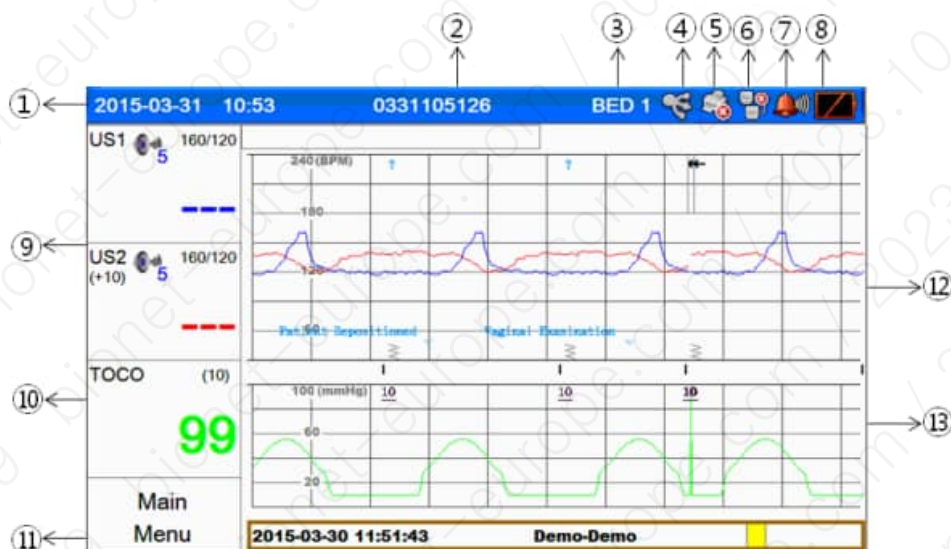 ② ③ ④ ⑤ ⑥ ⑦ ⑧
① 2015-03-31 10:53 0331105126 BED 1
US1 5 160/120
240(BPM) ? ?
180
---
⑨
US2 5 160/120
(+10)
120
⑫
60 Patient Repositioned Vaginal Examination
---
TOCO (10)
100 (mmHg) 10 10 10
⑩ ⑬
99
60
20
Main
Menu
⑪
2015-03-30 11:51:43 Demo-Demo